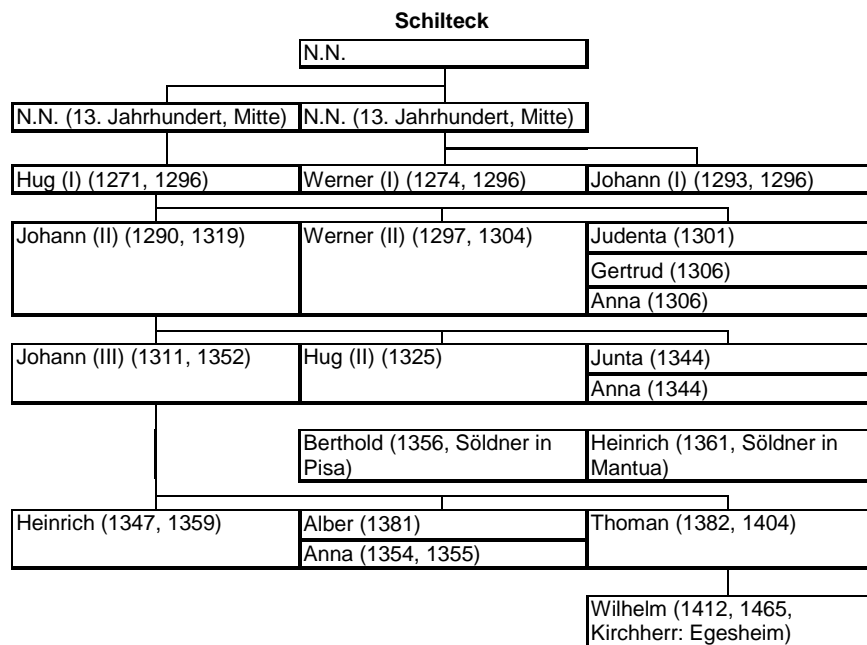 Schilteck
N.N.
N.N. (13. Jahrhundert, Mitte)
N.N. (13. Jahrhundert, Mitte)
Hug (I) (1271, 1296)
Werner (I) (1274, 1296)
Johann (I) (1293, 1296)
Johann (II) (1290, 1319)
Werner (II) (1297, 1304)
Judenta (1301)
Gertrud (1306)
Anna (1306)
Johann (III) (1311, 1352)
Hug (II) (1325)
Junta (1344)
Anna (1344)
Berthold (1356, Söldner in
Pisa)
Heinrich (1361, Söldner in
Mantua)
Heinrich (1347, 1359)
Alber (1381)
Anna (1354, 1355)
Thoman (1382, 1404)
Wilhelm (1412, 1465,
Kirchherr: Egesheim)